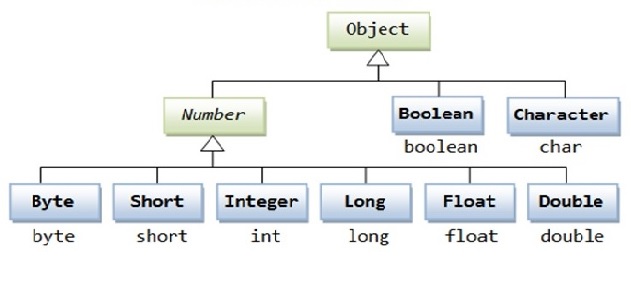 Object
Number
Boolean
Character
boolean
char
Byte
Short
Integer
Long
Float
Double
byte
short
int
long
float
double